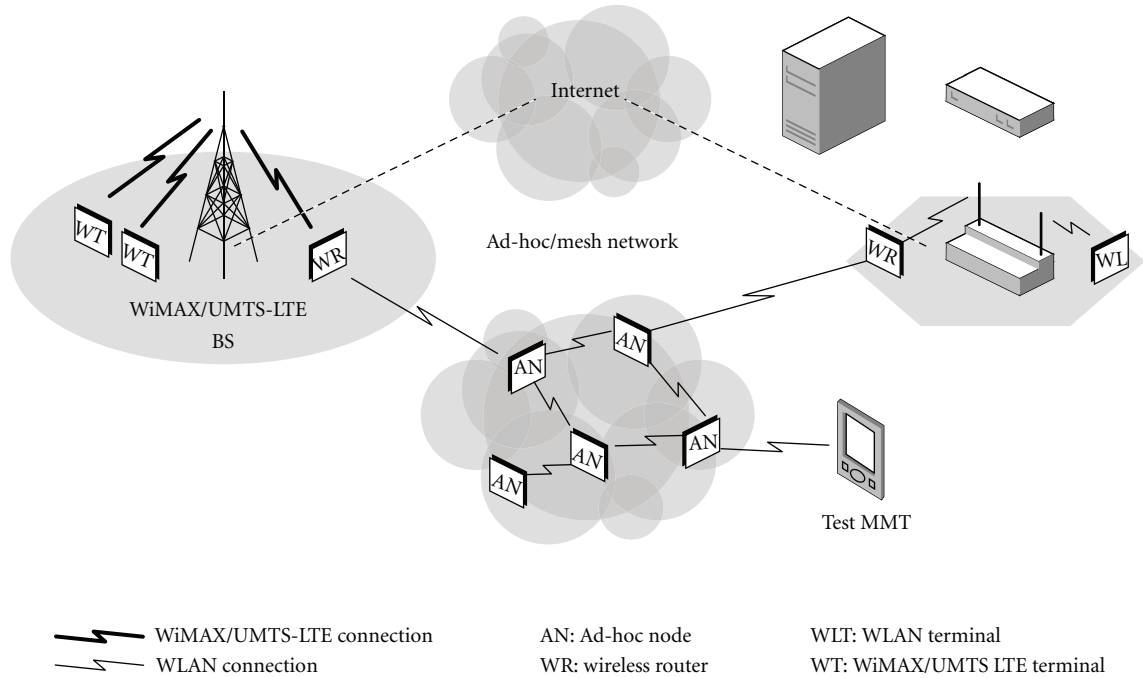 Internet
WT
WT
WR
WiMAX/UMTS-LTE
BS
Ad-hoc/mesh network
WR
WL
AN
AN
AN
AN
AN
Test MMT
WiMAX/UMTS-LTE connection
WLAN connection
AN: Ad-hoc node
WR: wireless router
WLT: WLAN terminal
WT: WiMAX/UMTS LTE terminal